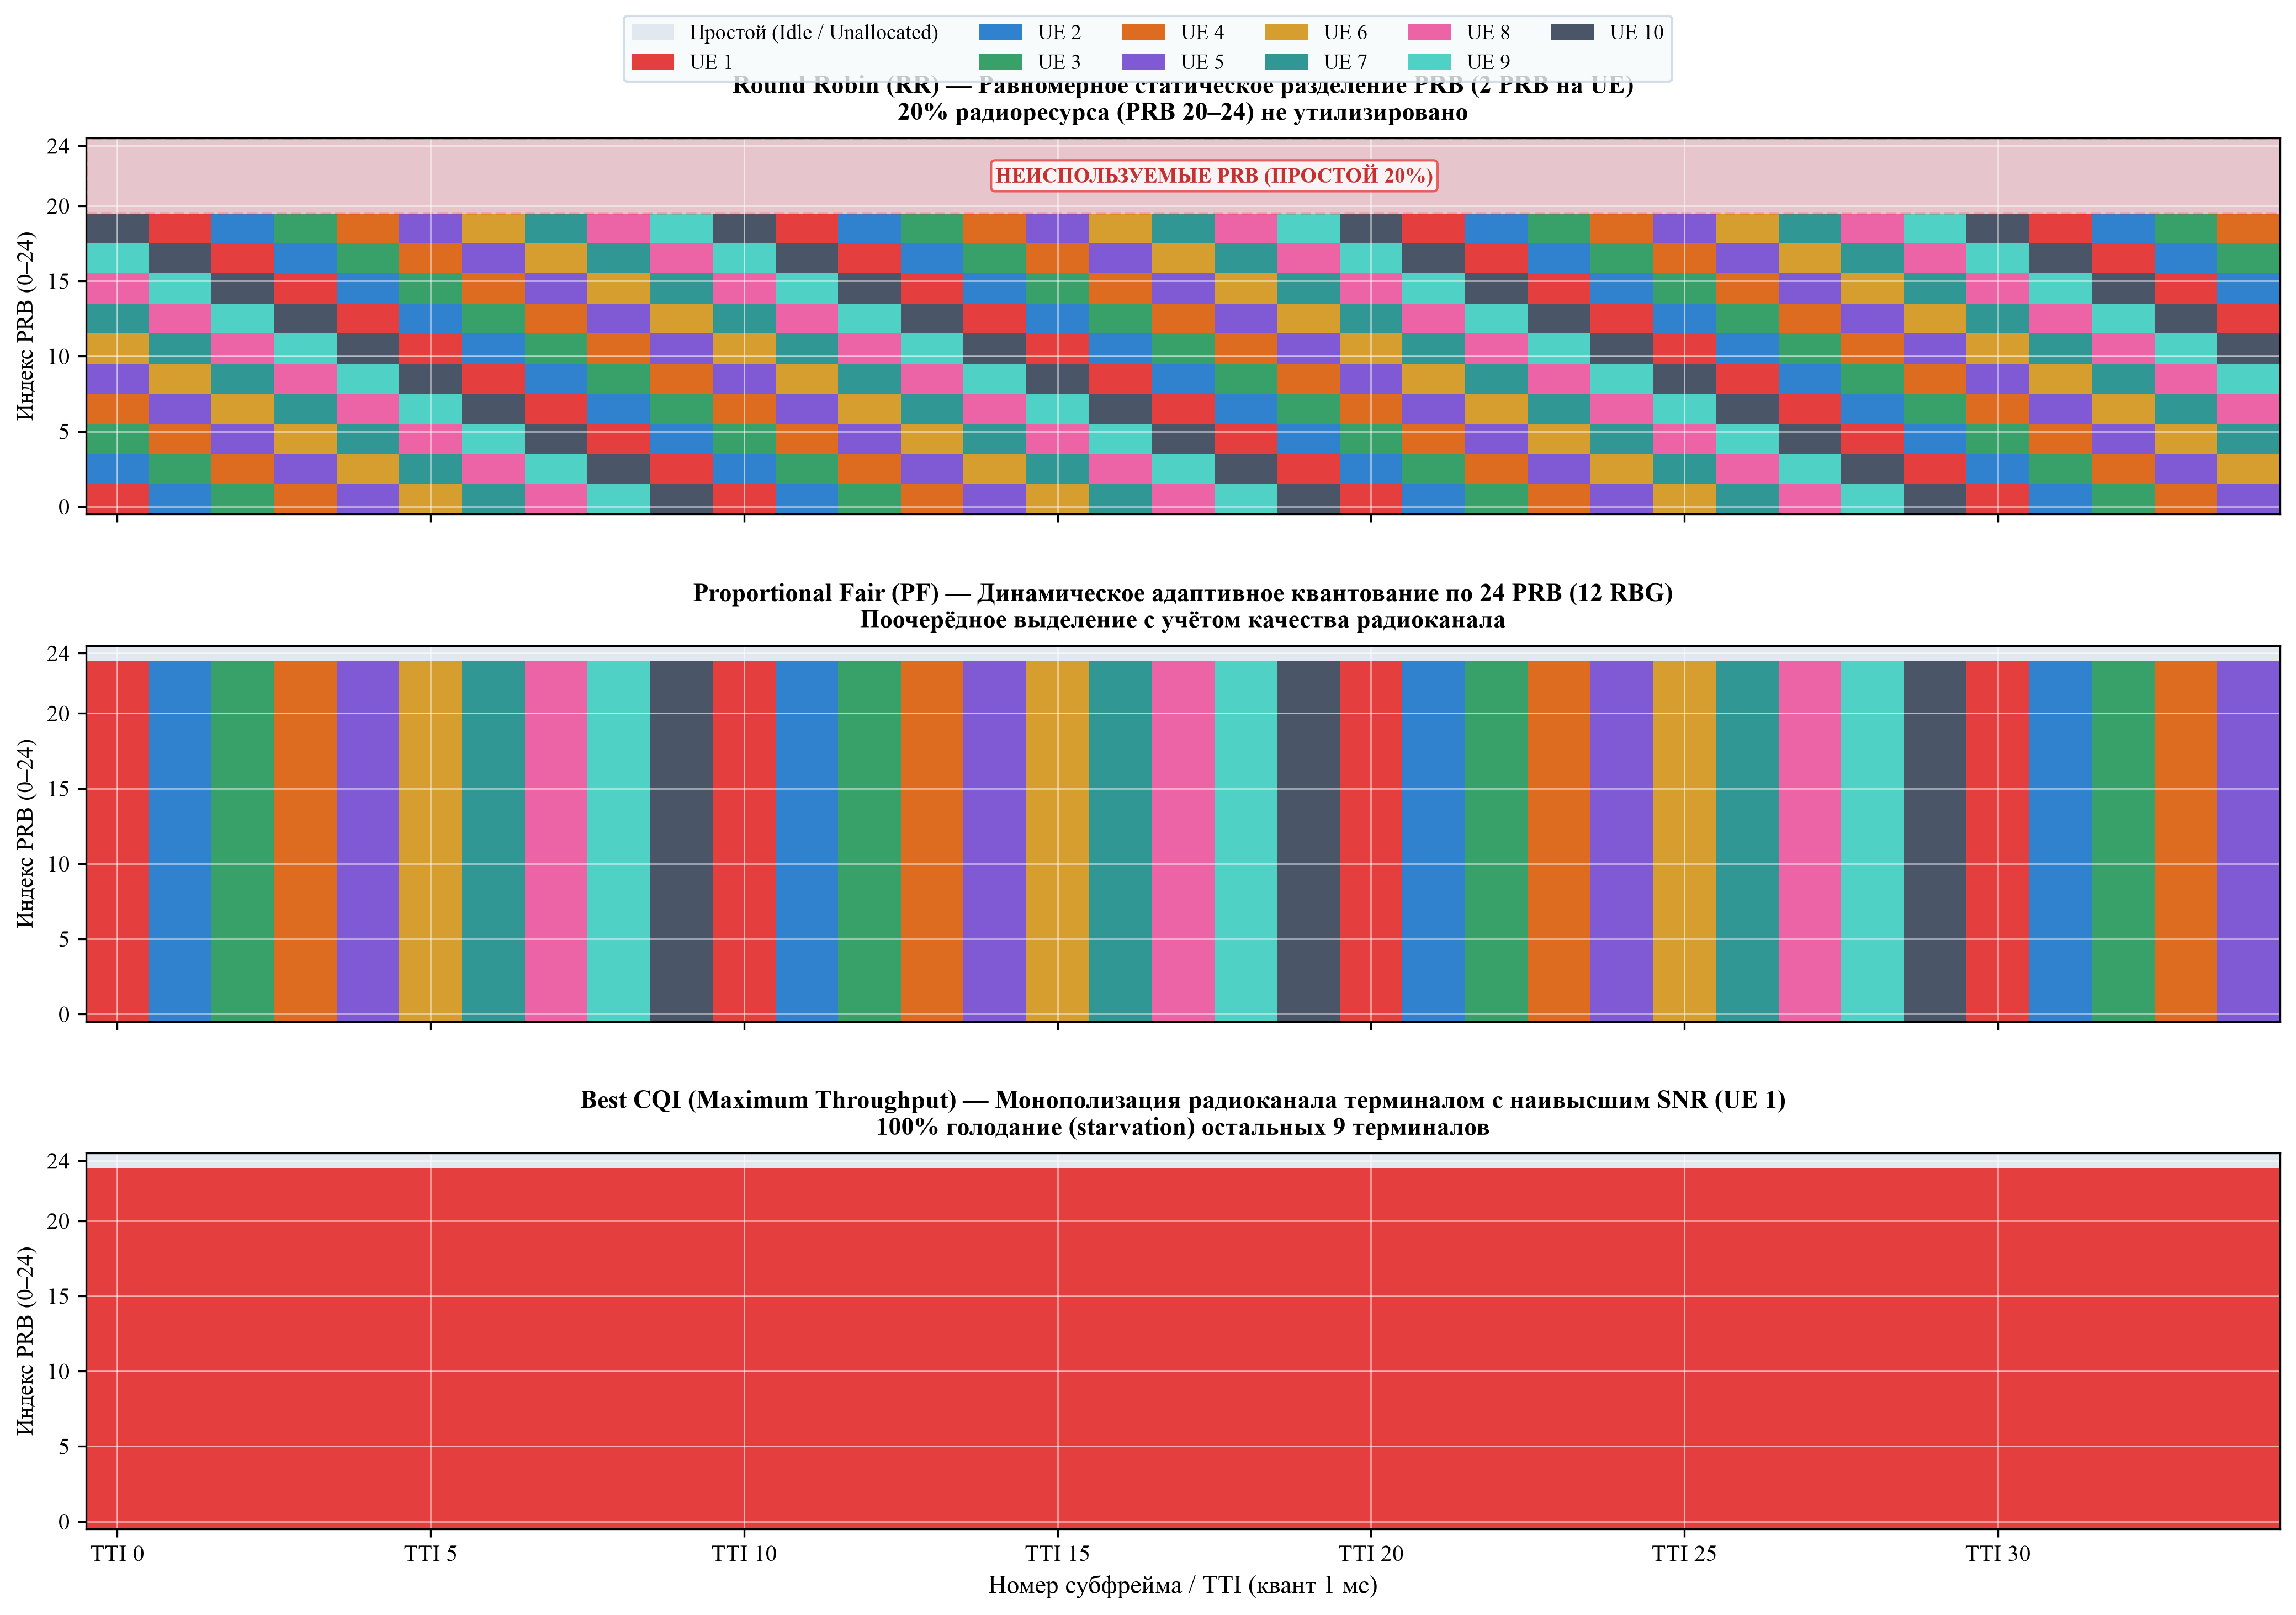 Простой (Idle / Unallocated)
UE 1
UE 2
UE 3
UE 4
UE 5
UE 6
UE 7
UE 8
UE 9
UE 10
Round Robin (RR) — Равномерное статическое разделение PRB (2 PRB на UE)
20% радиоресурса (PRB 20–24) не утилизировано
Индекс PRB (0–24)
24
20
15
10
5
0
НЕИСПОЛЬЗУЕМЫЕ PRB (ПРОСТОЙ 20%)
Proportional Fair (PF) — Динамическое адаптивное квантование по 24 PRB (12 RBG)
Поочерёдное выделение с учётом качества радиоканала
Индекс PRB (0–24)
24
20
15
10
5
0
Best CQI (Maximum Throughput) — Монополизация радиоканала терминалом с наивысшим SNR (UE 1)
100% голодание (starvation) остальных 9 терминалов
Индекс PRB (0–24)
24
20
15
10
5
0
TTI 0
TTI 5
TTI 10
TTI 15
TTI 20
TTI 25
TTI 30
Номер субфрейма / TTI (квант 1 мс)